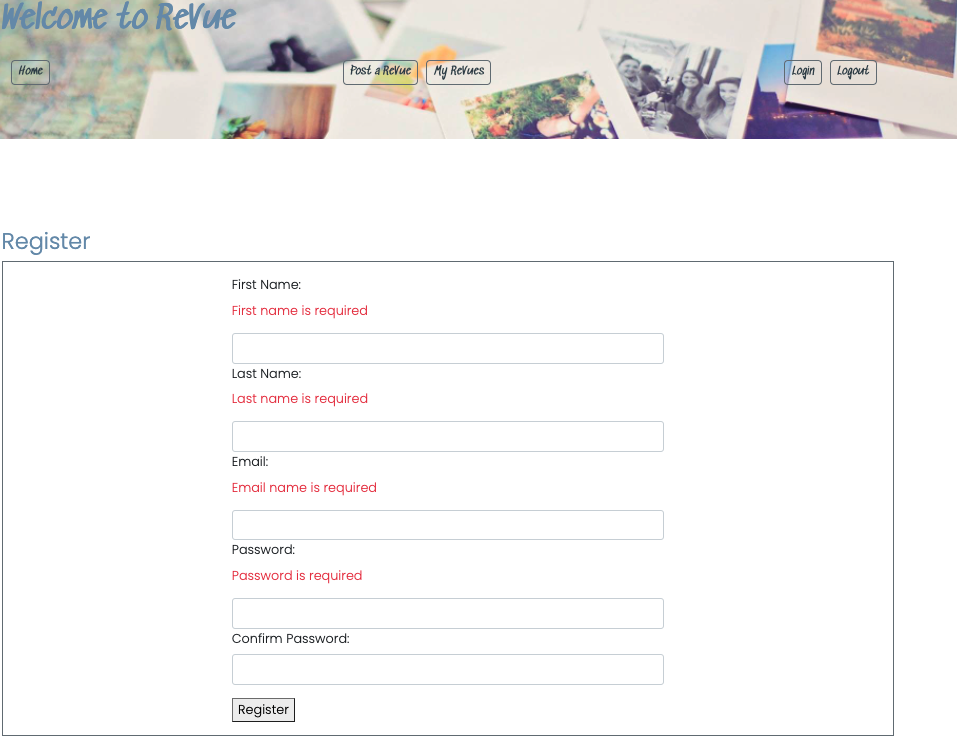 Welcome to ReVue
Home Post a ReVue My ReVues Login Logout
Register
First Name:
First name is required
Last Name:
Last name is required
Email:
Email name is required
Password:
Password is required
Confirm Password:
Register